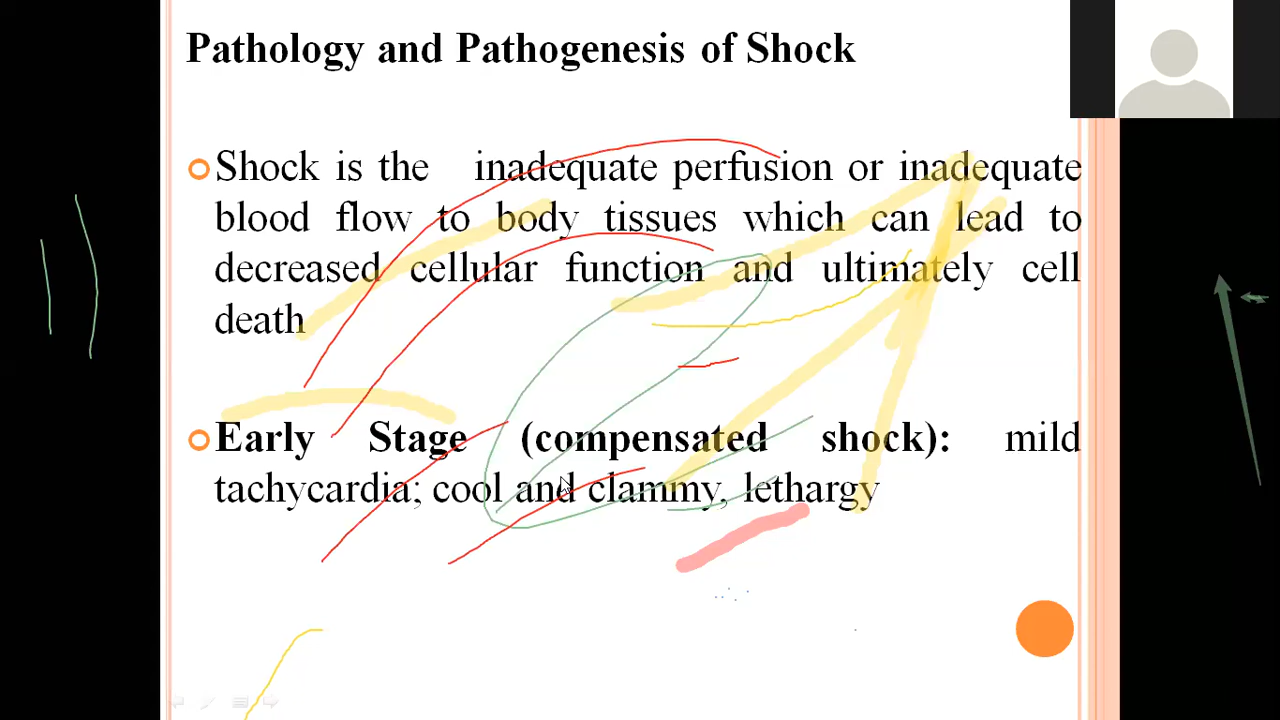 Pathology and Pathogenesis of Shock
Shock is the inadequate perfusion or inadequate
blood flow to body tissues which can lead to
decreased cellular function and ultimately cell
death
Early Stage (compensated shock): mild
tachycardia; cool and clammy, lethargy